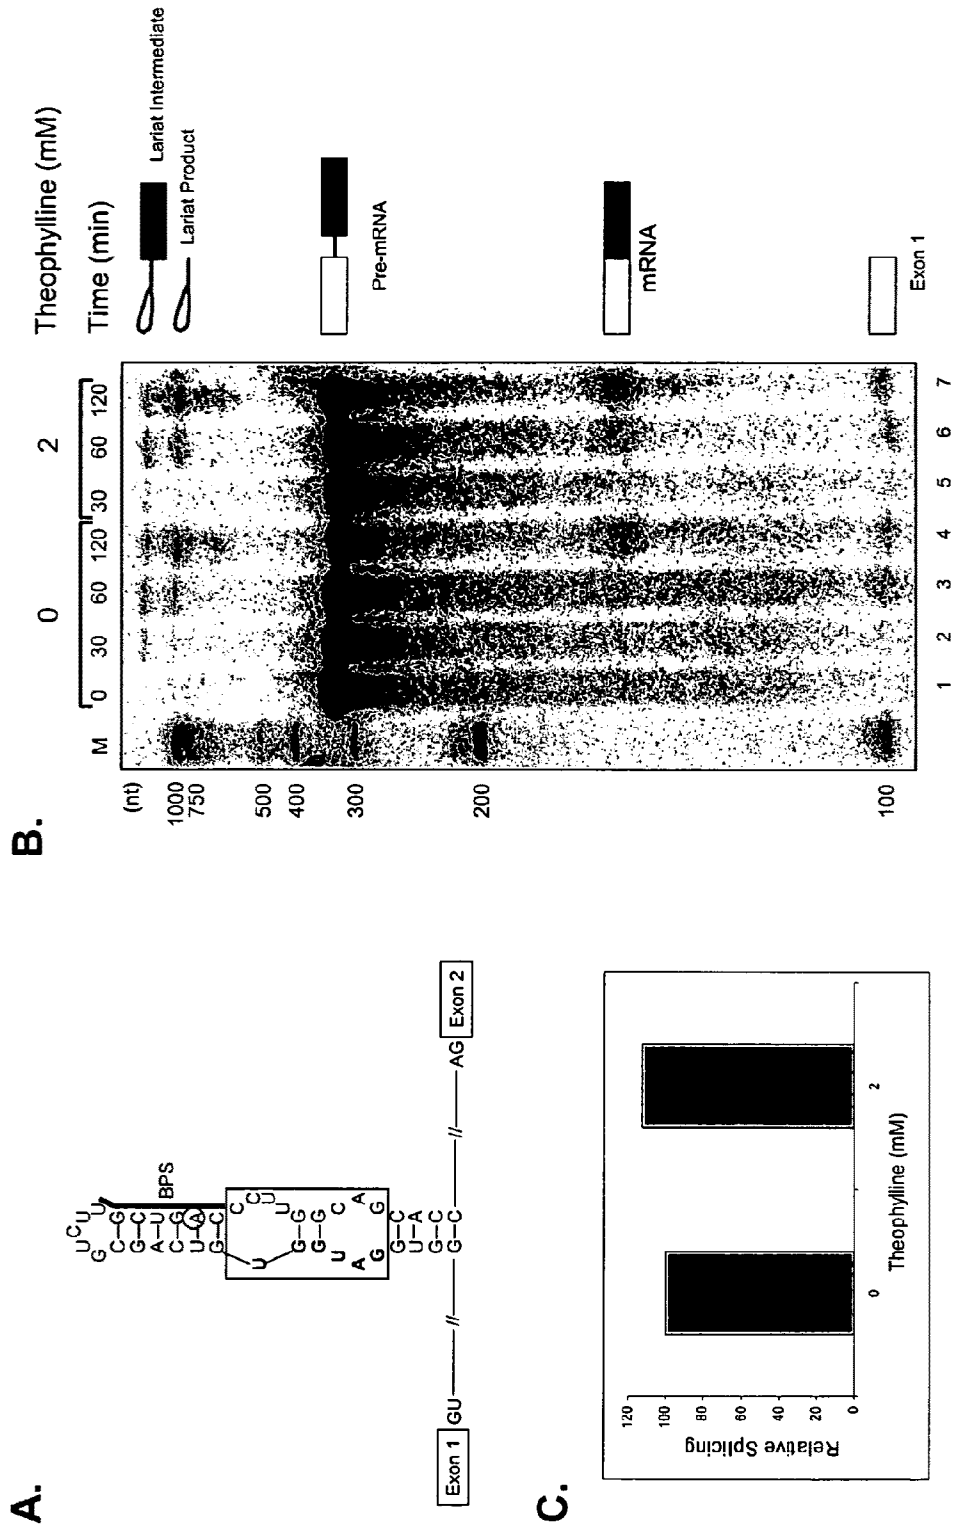 A.
U C U
G U
C–G
G–C
A–U
C–G
U–A
G–C
BPS
C
C
U
U U
G–G
G–G
U C
A A
G G
G–C
U–A
G–C
G–C
Exon 1 GU // // AG Exon 2
B.
0 2 Theophylline (mM)
(nt) M 0 30 60 120 30 60 120 Time (min)
1000
750
500
400
300
200
100
Lariat Intermediate
Lariat Product
Pre-mRNA
mRNA
Exon 1
1 2 3 4 5 6 7
C.
Relative Splicing
120
100
80
60
40
20
0
0 2
Theophylline (mM)